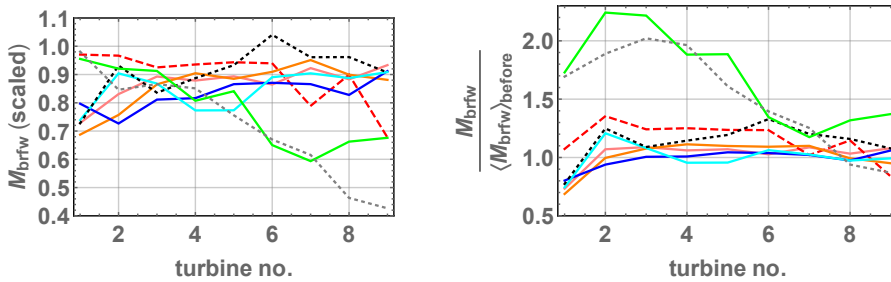 1.1
1.0
0.9
0.8
0.7
0.6
0.5
0.4
M_brfw (scaled)
2 4 6 8
turbine no.
2.0
1.5
1.0
0.5
M_brfw
⟨M_brfw⟩_before
2 4 6 8
turbine no.